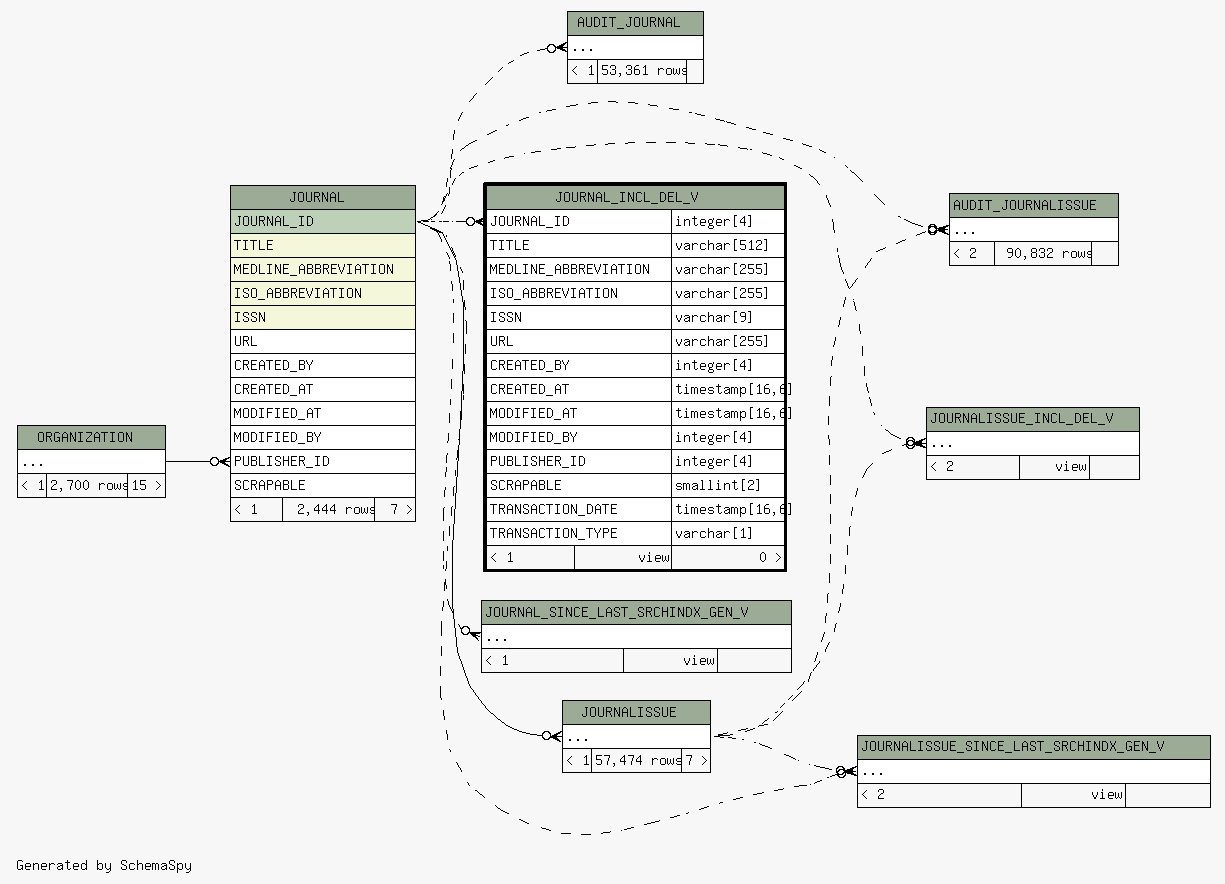 AUDIT_JOURNAL
...
< 1 53,361 rows
JOURNAL
JOURNAL_ID
TITLE
MEDLINE_ABBREVIATION
ISO_ABBREVIATION
ISSN
URL
CREATED_BY
CREATED_AT
MODIFIED_AT
MODIFIED_BY
PUBLISHER_ID
SCRAPABLE
< 1 2,444 rows 7 >
JOURNAL_INCL_DEL_V
JOURNAL_ID integer[4]
TITLE varchar[512]
MEDLINE_ABBREVIATION varchar[255]
ISO_ABBREVIATION varchar[255]
ISSN varchar[9]
URL varchar[255]
CREATED_BY integer[4]
CREATED_AT timestamp[16,6]
MODIFIED_AT timestamp[16,6]
MODIFIED_BY integer[4]
PUBLISHER_ID integer[4]
SCRAPABLE smallint[2]
TRANSACTION_DATE timestamp[16,6]
TRANSACTION_TYPE varchar[1]
< 1 view 0 >
AUDIT_JOURNALISSUE
...
< 2 90,832 rows
ORGANIZATION
...
< 1 2,700 rows 15 >
JOURNALISSUE_INCL_DEL_V
...
< 2 view
JOURNAL_SINCE_LAST_SRCHINDX_GEN_V
...
< 1 view
JOURNALISSUE
...
< 1 57,474 rows 7 >
JOURNALISSUE_SINCE_LAST_SRCHINDX_GEN_V
...
< 2 view
Generated by SchemaSpy